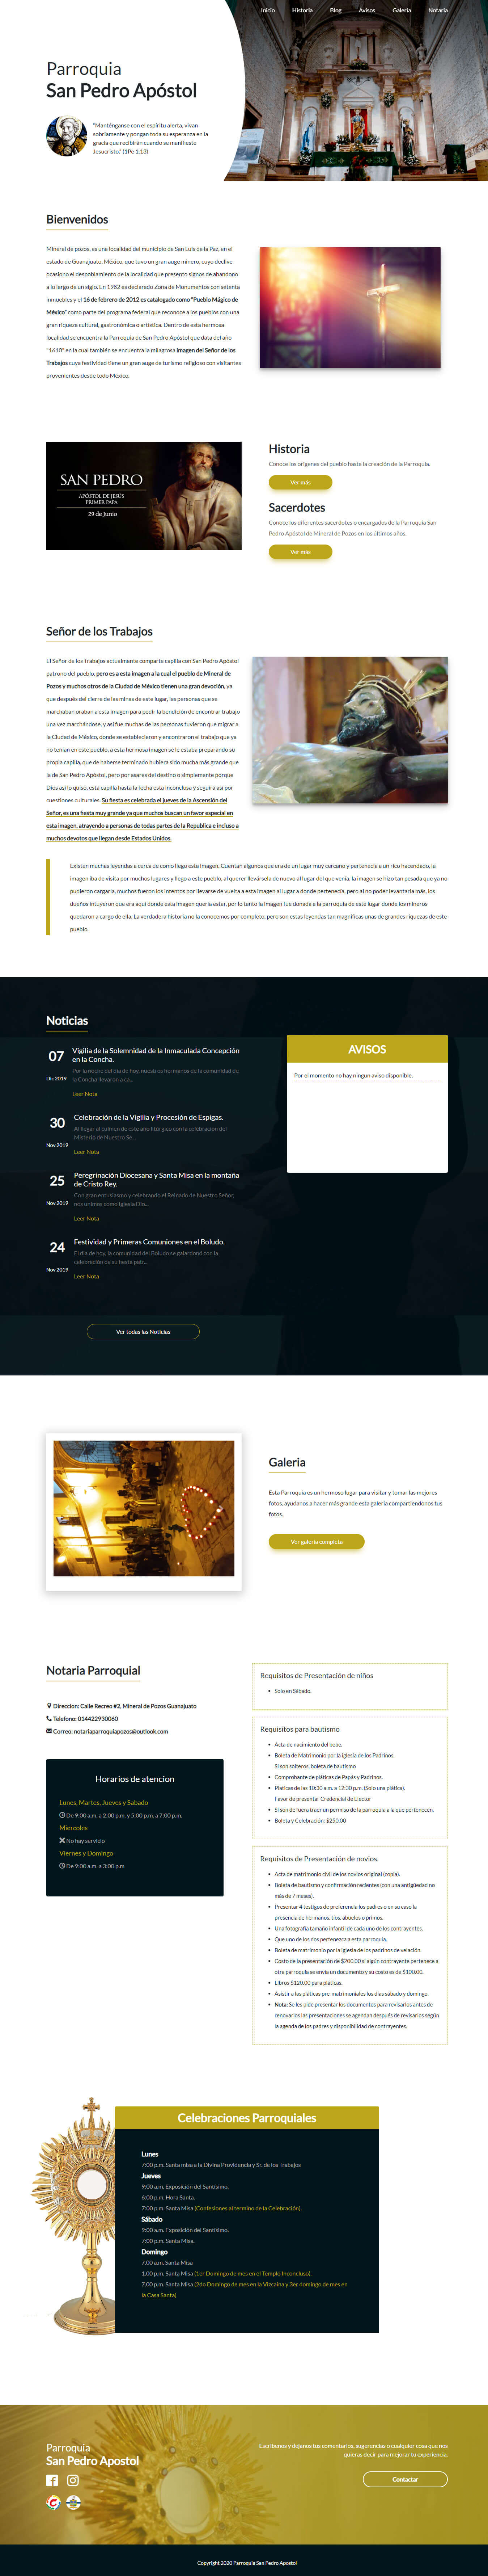 Inicio Historia Blog Avisos Galeria Notaria
Parroquia
San Pedro Apóstol
"Manténganse con el espíritu alerta, vivan
sobriamente y pongan toda su esperanza en la
gracia que recibirán cuando se manifieste
Jesucristo." (1Pe 1,13)
Bienvenidos
Mineral de pozos, es una localidad del municipio de San Luis de la Paz, en el
estado de Guanajuato, México, que tuvo un gran auge minero, cuyo declive
ocasiono el despoblamiento de la localidad que presento signos de abandono
a lo largo de un siglo. En 1982 es declarado Zona de Monumentos con setenta
Inmuebles y el 16 de febrero de 2012 es catalogado como "Pueblo Mágico de
México" como parte del programa federal que reconoce a los pueblos con una
gran riqueza cultural, gastronómica o artística. Dentro de esta hermosa
localidad se encuentra la Parroquia de San Pedro Apóstol que data del año
"1610" en la cual también se encuentra la milagrosa imagen del Señor de los
Trabajos cuya festividad tiene un gran auge de turismo religioso con visitantes
provenientes desde todo México.
SAN PEDRO
APÓSTOL DE JESÚS
PRIMER PAPA
29 de Junio
Historia
Conoce los orígenes del pueblo hasta la creación de la Parroquia.
Ver más
Sacerdotes
Conoce los diferentes sacerdotes o encargados de la Parroquia San
Pedro Apóstol de Mineral de Pozos en los últimos años.
Ver más
Señor de los Trabajos
El Señor de los Trabajos actualmente comparte capilla con San Pedro Apóstol
patrono del pueblo, pero es a esta imagen a la cual el pueblo de Mineral de
Pozos y muchos otros de la Ciudad de México tienen una gran devoción, ya
que después del cierre de las minas de este lugar, las personas que se
marchaban oraban a esta imagen para pedir la bendición de encontrar trabajo
una vez marchándose, y así fue muchas de las personas tuvieron que migrar a
la Ciudad de México, donde se establecieron y encontraron el trabajo que ya
no tenían en este pueblo, a esta hermosa imagen se le estaba preparando su
propia capilla, que de haberse terminado hubiera sido mucha más grande que
la de San Pedro Apóstol, pero por asares del destino o simplemente porque
Dios así lo quiso, esta capilla hasta la fecha esta inconclusa y seguirá así por
cuestiones culturales. Su fiesta es celebrada el jueves de la Ascensión del
Señor, es una fiesta muy grande ya que muchos buscan un favor especial en
esta imagen, atrayendo a personas de todas partes de la Republica e incluso a
muchos devotos que llegan desde Estados Unidos.
Existen muchas leyendas a cerca de como llego esta imagen, Cuentan algunos que era de un lugar muy cercano y pertenecía a un rico hacendado, la
imagen iba de visita por muchos lugares y llego a este pueblo, al querer llevársela de nuevo al lugar del que venía, la imagen se hizo tan pesada que ya no
pudieron cargarla, muchos fueron los intentos por llevarse de vuelta a esta imagen al lugar a donde pertenecía, pero al no poder levantarla más, los
dueños intuyeron que era aquí donde esta imagen quería estar, por lo tanto la imagen fue donada a la parroquia de este lugar donde los mineros
quedaron a cargo de ella. La verdadera historia no la conocemos por completo, pero son estas leyendas tan magníficas unas de grandes riquezas de este
pueblo.
Noticias
07
Dic 2019
Vigilia de la Solemnidad de la Inmaculada Concepción
en la Concha.
Por la noche del día de hoy, nuestros hermanos de la comunidad de
la Concha llevaron a ca...
Leer Nota
30
Nov 2019
Celebración de la Vigilia y Procesión de Espigas.
Al llegar al culmen de este año litúrgico con la celebración del
Misterio de Nuestro Se...
Leer Nota
25
Nov 2019
Peregrinación Diocesana y Santa Misa en la montaña
de Cristo Rey.
Con gran entusiasmo y celebrando el Reinado de Nuestro Señor,
nos unimos como Iglesia Dio...
Leer Nota
24
Nov 2019
Festividad y Primeras Comuniones en el Boludo.
El día de hoy, la comunidad del Boludo se galardonó con la
celebración de su fiesta patr...
Leer Nota
Ver todas las Noticias
AVISOS
Por el momento no hay ningun aviso disponible.
Galeria
Esta Parroquia es un hermoso lugar para visitar y tomar las mejores
fotos, ayudanos a hacer más grande esta galeria compartiendonos tus
fotos.
Ver galeria completa
Notaria Parroquial
Direccion: Calle Recreo #2, Mineral de Pozos Guanajuato
Telefono: 014422930060
Correo: notariaparroquiapozos@outlook.com
Horarios de atencion
Lunes, Martes, Jueves y Sabado
De 9:00 a.m. a 2:00 p.m. y 5:00 p.m. a 7:00 p.m.
Miercoles
No hay servicio
Viernes y Domingo
De 9:00 a.m. a 3:00 p.m
Requisitos de Presentación de niños
Solo en Sábado.
Requisitos para bautismo
Acta de nacimiento del bebe.
Boleta de Matrimonio por la iglesia de los Padrinos.
Si son solteros, boleta de bautismo
Comprobante de pláticas de Papás y Padrinos.
Platicas de las 10:30 a.m. a 12:30 p.m. (Solo una plática).
Favor de presentar Credencial de Elector
Si son de fuera traer un permiso de la parroquia a la que pertenecen.
Boleta y Celebración: $250.00
Requisitos de Presentación de novios.
Acta de matrimonio civil de los novios original (copia).
Boleta de bautismo y confirmación recientes (con una antigüedad no
más de 7 meses).
Presentar 4 testigos de preferencia los padres o en su caso la
presencia de hermanos, tíos, abuelos o primos.
Una fotografía tamaño infantil de cada uno de los contrayentes.
Que uno de los dos pertenezca a esta parroquia.
Boleta de matrimonio por la iglesia de los padrinos de velación.
Costo de la presentación de $200.00 si algún contrayente pertenece a
otra parroquia se envía un documento y su costo en de $100.00.
Libros $120.00 para pláticas.
Asistir a las pláticas pre-matrimoniales los días sábado y domingo.
Nota: Se les pide presentar los documentos para revisarlos antes de
renovarlos las presentaciones se agendan después de revisarlos según
la agenda de los padres y disponibilidad de contrayentes.
Celebraciones Parroquiales
Lunes
7:00 p.m. Santa misa a la Divina Providencia y Sr. de los Trabajos
Jueves
9:00 a.m. Exposición del Santísimo.
6:00 p.m. Hora Santa.
7:00 p.m. Santa Misa (Confesiones al termino de la Celebración).
Sábado
9:00 a.m. Exposición del Santísimo.
7:00 p.m. Santa Misa.
Domingo
7.00 a.m. Santa Misa
1.00 p.m. Santa Misa (1er Domingo de mes en el Templo Inconcluso).
7.00 p.m. Santa Misa (2do Domingo de mes en la Vizcaína y 3er domingo de mes en
la Casa Santa)
Parroquia
San Pedro Apostol
Escribenos y dejanos tus comentarios, sugerencias o cualquier cosa que nos
quieras decir para mejorar tu experiencia.
Contactar
Copyright 2020 Parroquia San Pedro Apostol